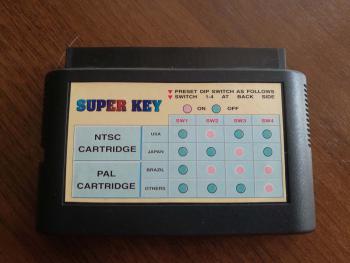 SUPER KEY
▼ PRESET DIP SWITCH AS FOLLOWS
▼ SWITCH 1-4 AT BACK SIDE
ON OFF
SW1 SW2 SW3 SW4
NTSC CARTRIDGE
USA
JAPAN
PAL CARTRIDGE
BRAZIL
OTHERS